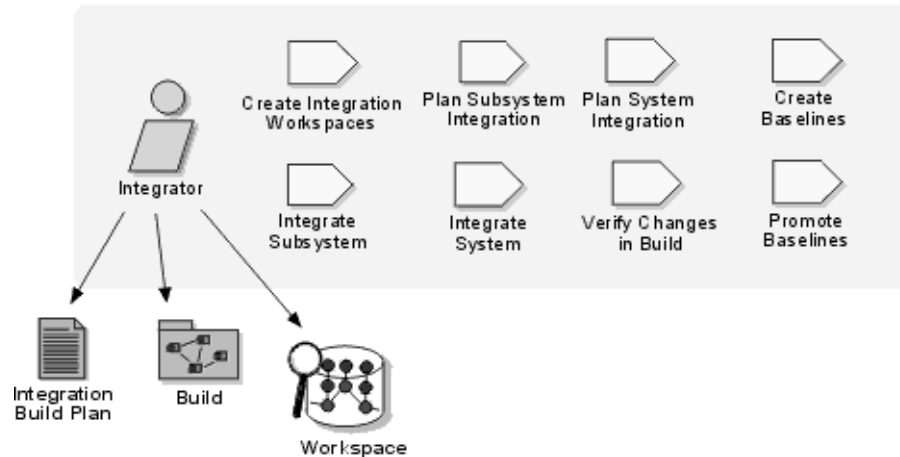 Create Integration
Workspaces
Plan Subsystem
Integration
Plan System
Integration
Create
Baselines
Integrator
Integrate
Subsystem
Integrate
System
Verify Changes
in Build
Promote
Baselines
Integration
Build Plan
Build
Workspace